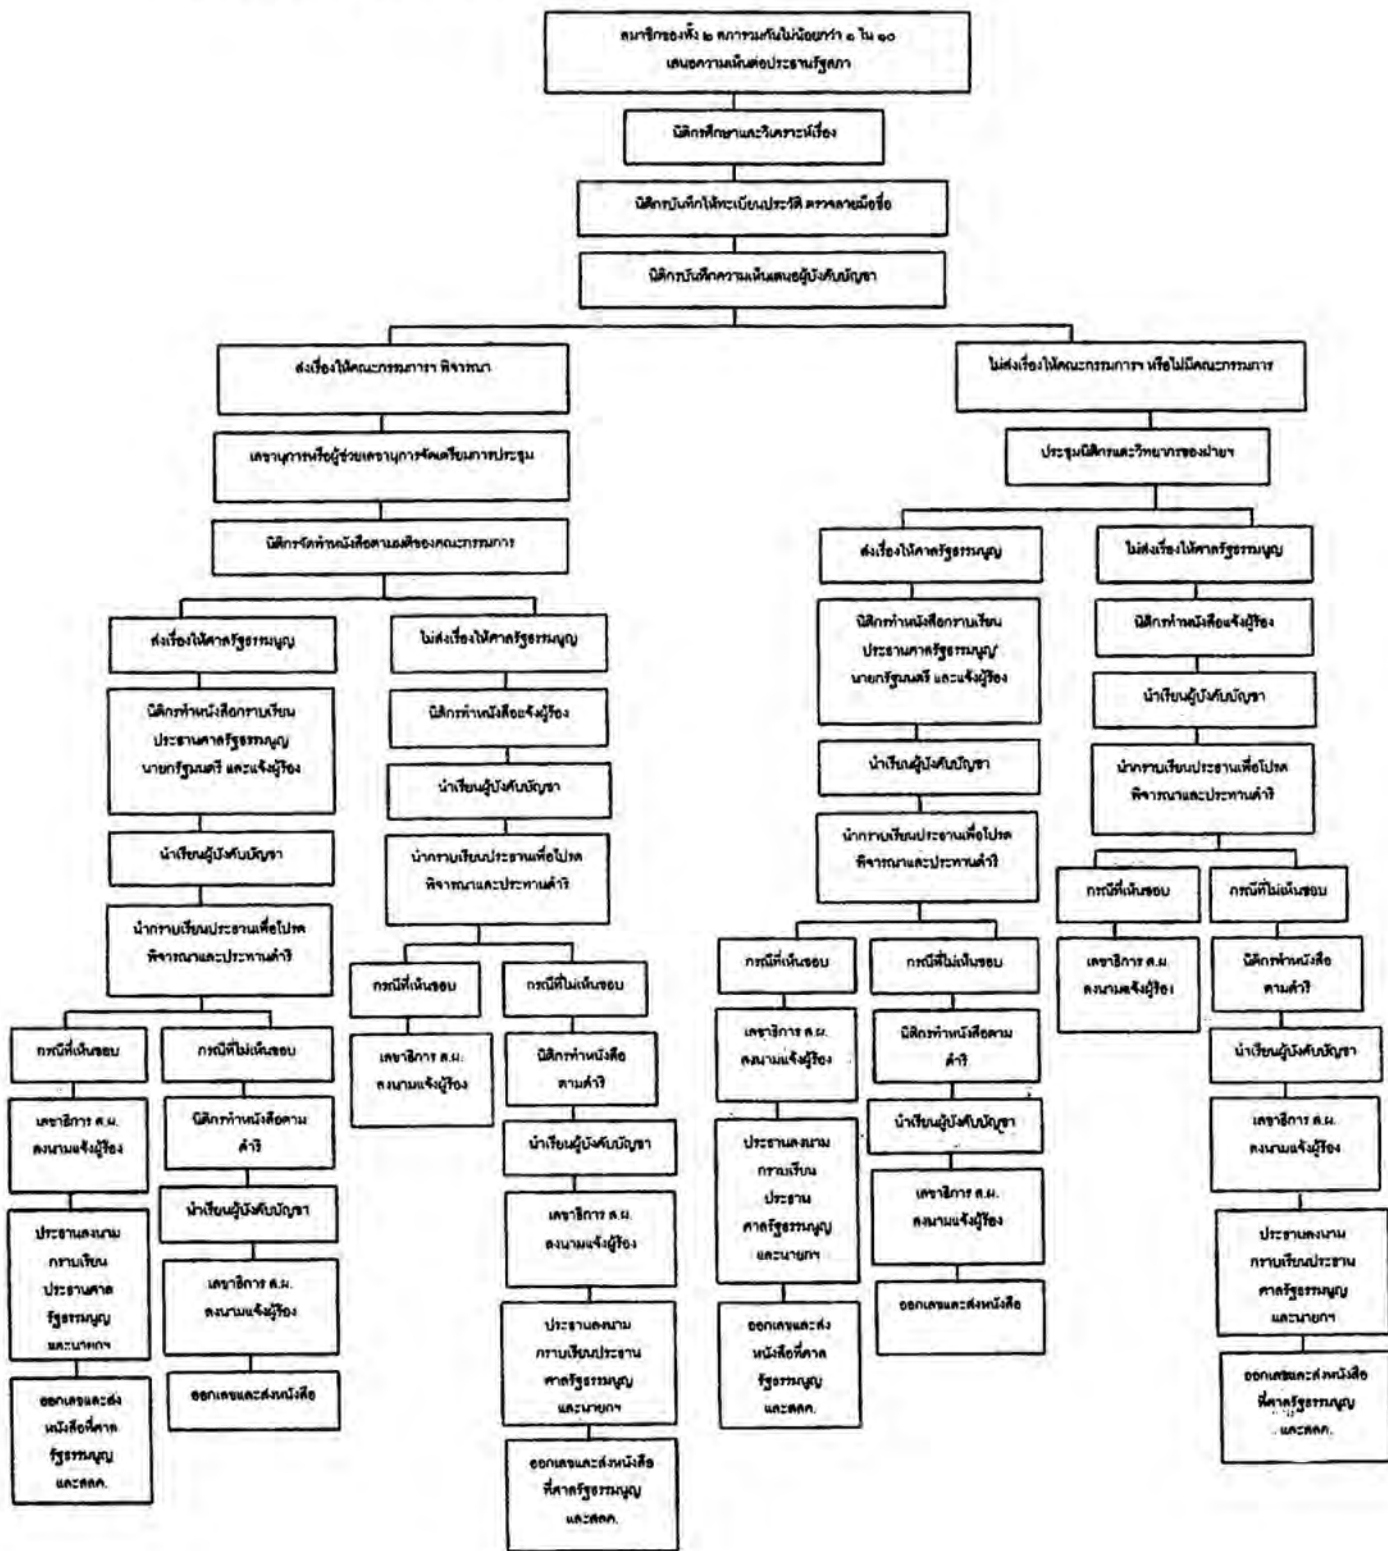 สมาชิกของทั้ง ๒ สภารวมกันไม่น้อยกว่า ๑ ใน ๑๐
เสนอความเห็นต่อประธานรัฐสภา
นิติกรศึกษาและวิเคราะห์เรื่อง
นิติกรบันทึกให้ทะเบียนประวัติ ตรวจลายมือชื่อ
นิติกรบันทึกความเห็นเสนอผู้บังคับบัญชา
ส่งเรื่องให้คณะกรรมการฯ พิจารณา
เลขานุการหรือผู้ช่วยเลขานุการจัดเตรียมการประชุม
นิติกรจัดทำหนังสือตามมติของคณะกรรมการ
ส่งเรื่องให้ศาลรัฐธรรมนูญ
นิติกรทำหนังสือกราบเรียน
ประธานศาลรัฐธรรมนูญ
นายกรัฐมนตรี และแจ้งผู้ร้อง
นำเรียนผู้บังคับบัญชา
นำกราบเรียนประธานเพื่อโปรด
พิจารณาและประทานดำริ
กรณีที่เห็นชอบ
เลขาธิการ ส.ผ.
ลงนามแจ้งผู้ร้อง
ประธานลงนาม
กราบเรียน
ประธานศาล
รัฐธรรมนูญ
และนายกฯ
ออกเลขและส่ง
หนังสือที่ศาล
รัฐธรรมนูญ
และสลค.
กรณีที่ไม่เห็นชอบ
นิติกรทำหนังสือตาม
ดำริ
นำเรียนผู้บังคับบัญชา
เลขาธิการ ส.ผ.
ลงนามแจ้งผู้ร้อง
ออกเลขและส่งหนังสือ
ไม่ส่งเรื่องให้ศาลรัฐธรรมนูญ
นิติกรทำหนังสือแจ้งผู้ร้อง
นำเรียนผู้บังคับบัญชา
นำกราบเรียนประธานเพื่อโปรด
พิจารณาและประทานดำริ
กรณีที่เห็นชอบ
เลขาธิการ ส.ผ.
ลงนามแจ้งผู้ร้อง
กรณีที่ไม่เห็นชอบ
นิติกรทำหนังสือ
ตามดำริ
นำเรียนผู้บังคับบัญชา
เลขาธิการ ส.ผ.
ลงนามแจ้งผู้ร้อง
ประธานลงนาม
กราบเรียนประธาน
ศาลรัฐธรรมนูญ
และนายกฯ
ออกเลขและส่งหนังสือ
ที่ศาลรัฐธรรมนูญ
และสลค.
ไม่ส่งเรื่องให้คณะกรรมการฯ หรือไม่มีคณะกรรมการ
ประชุมนิติกรและวิทยากรของฝ่ายฯ
ส่งเรื่องให้ศาลรัฐธรรมนูญ
นิติกรทำหนังสือกราบเรียน
ประธานศาลรัฐธรรมนูญ
นายกรัฐมนตรี และแจ้งผู้ร้อง
นำเรียนผู้บังคับบัญชา
นำกราบเรียนประธานเพื่อโปรด
พิจารณาและประทานดำริ
กรณีที่เห็นชอบ
เลขาธิการ ส.ผ.
ลงนามแจ้งผู้ร้อง
ประธานลงนาม
กราบเรียน
ประธาน
ศาลรัฐธรรมนูญ
และนายกฯ
ออกเลขและส่ง
หนังสือที่ศาล
รัฐธรรมนูญ
และสลค.
กรณีที่ไม่เห็นชอบ
นิติกรทำหนังสือตาม
ดำริ
นำเรียนผู้บังคับบัญชา
เลขาธิการ ส.ผ.
ลงนามแจ้งผู้ร้อง
ออกเลขและส่งหนังสือ
ไม่ส่งเรื่องให้ศาลรัฐธรรมนูญ
นิติกรทำหนังสือแจ้งผู้ร้อง
นำเรียนผู้บังคับบัญชา
นำกราบเรียนประธานเพื่อโปรด
พิจารณาและประทานดำริ
กรณีที่เห็นชอบ
เลขาธิการ ส.ผ.
ลงนามแจ้งผู้ร้อง
กรณีที่ไม่เห็นชอบ
นิติกรทำหนังสือ
ตามดำริ
นำเรียนผู้บังคับบัญชา
เลขาธิการ ส.ผ.
ลงนามแจ้งผู้ร้อง
ประธานลงนาม
กราบเรียนประธาน
ศาลรัฐธรรมนูญ
และนายกฯ
ออกเลขและส่งหนังสือ
ที่ศาลรัฐธรรมนูญ
และสลค.